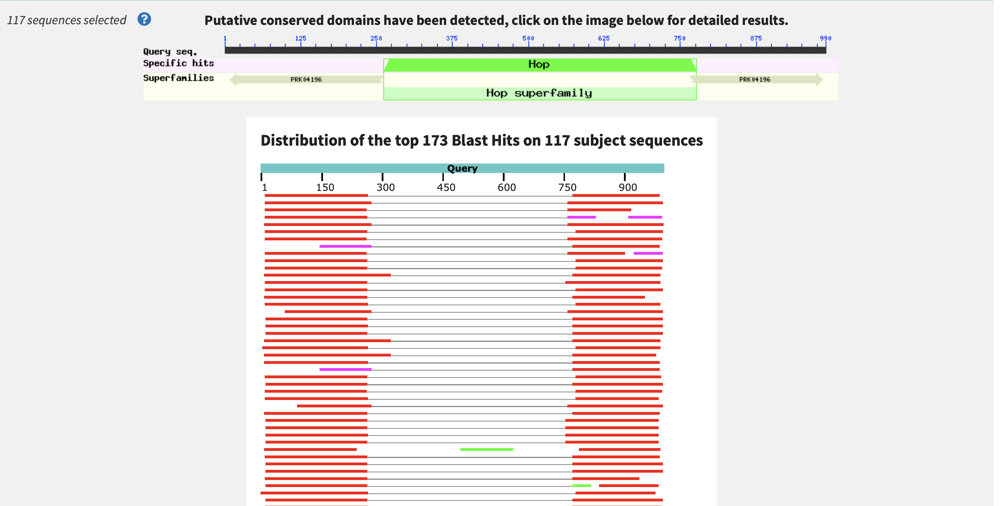 117 sequences selected ?
Putative conserved domains have been detected, click on the image below for detailed results.
1 125 250 375 500 625 750 875 990
Query seq.
Specific hits Hop
Superfamilies PRK04196 PRK04196
Hop superfamily
Distribution of the top 173 Blast Hits on 117 subject sequences
Query
1 150 300 450 600 750 900